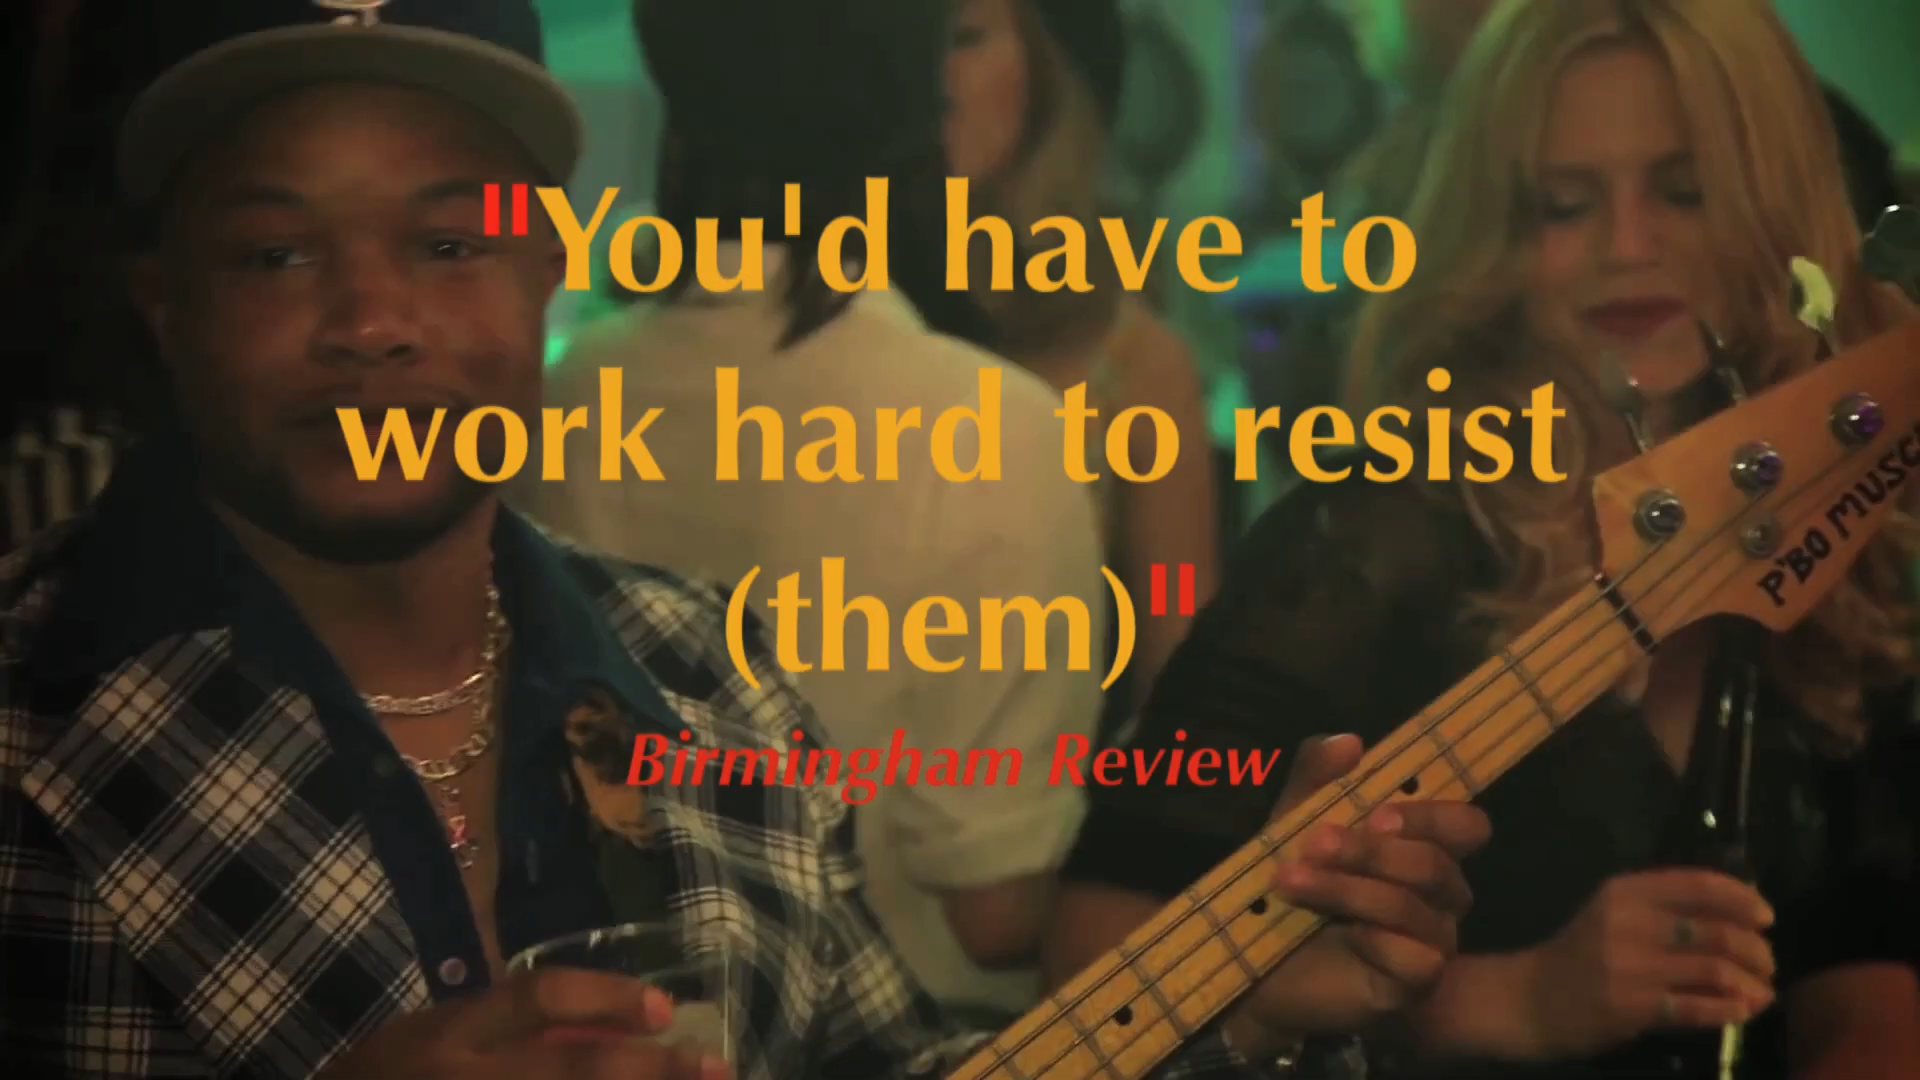 "You'd have to
work hard to resist
(them)"
Birmingham Review
P'BO MUSC